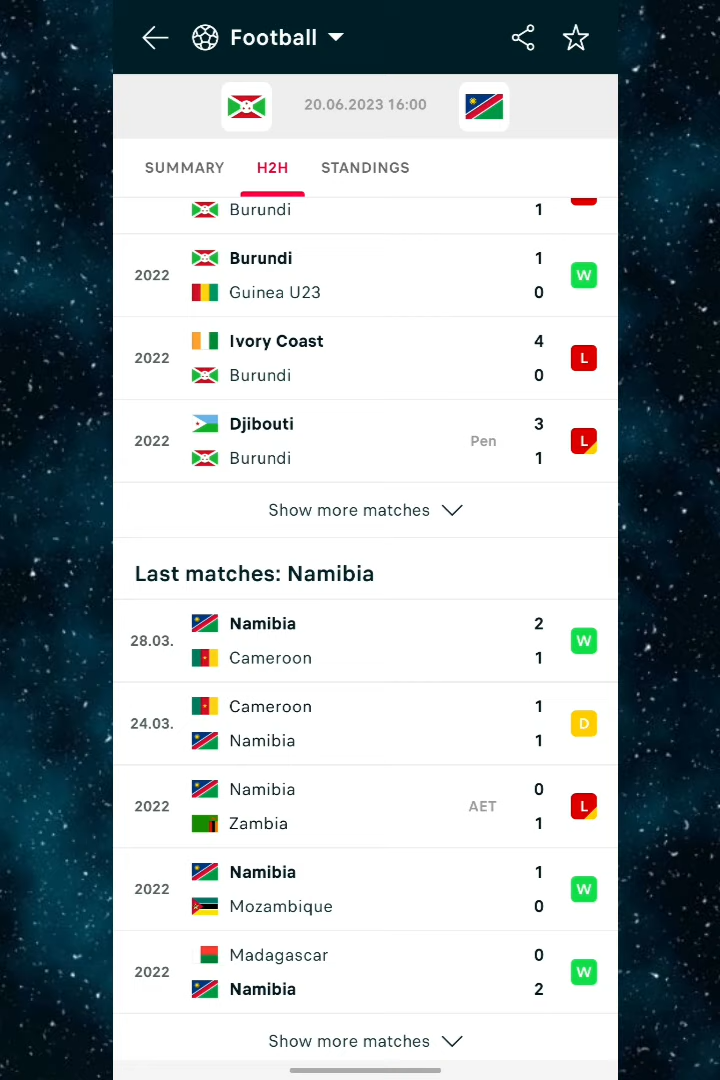 Football
20.06.2023 16:00
SUMMARY H2H STANDINGS
Burundi 1
2022 Burundi 1 W
Guinea U23 0
2022 Ivory Coast 4 L
Burundi 0
2022 Djibouti 3 Pen L
Burundi 1
Show more matches
Last matches: Namibia
28.03. Namibia 2 W
Cameroon 1
24.03. Cameroon 1 D
Namibia 1
2022 Namibia 0 AET L
Zambia 1
2022 Namibia 1 W
Mozambique 0
2022 Madagascar 0 W
Namibia 2
Show more matches